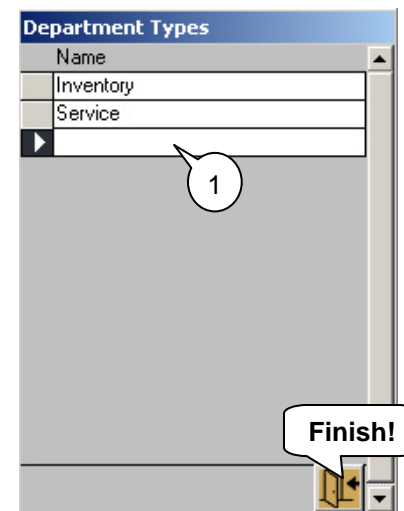 Department Types
Name
Inventory
Service
1
Finish!